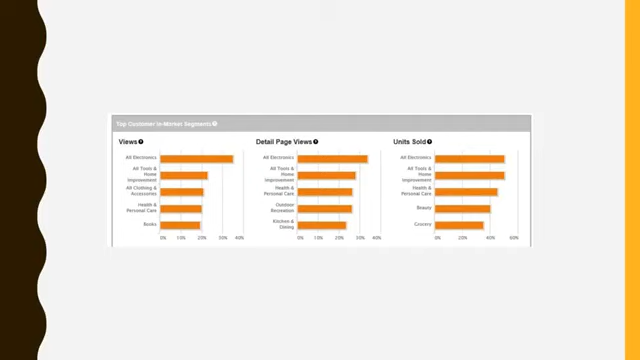 Top Customer In-Market Segments
Views
All Electronics
All Tools &
Home
Improvement
All Clothing &
Accessories
Health &
Personal Care
Books
0% 10% 20% 30% 40%
Detail Page Views
All Electronics
All Tools &
Home
Improvement
Health &
Personal Care
Outdoor
Recreation
Kitchen &
Dining
0% 10% 20% 30% 40%
Units Sold
All Electronics
All Tools &
Home
Improvement
Health &
Personal Care
Beauty
Grocery
0% 20% 40% 60%